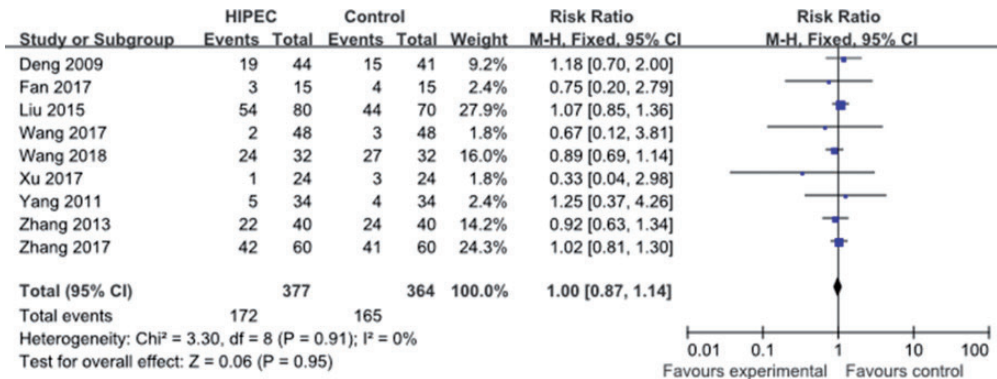 HIPEC Control Risk Ratio Risk Ratio
Study or Subgroup Events Total Events Total Weight M-H, Fixed, 95% CI M-H, Fixed, 95% CI
Deng 2009 19 44 15 41 9.2% 1.18 [0.70, 2.00]
Fan 2017 3 15 4 15 2.4% 0.75 [0.20, 2.79]
Liu 2015 54 80 44 70 27.9% 1.07 [0.85, 1.36]
Wang 2017 2 48 3 48 1.8% 0.67 [0.12, 3.81]
Wang 2018 24 32 27 32 16.0% 0.89 [0.69, 1.14]
Xu 2017 1 24 3 24 1.8% 0.33 [0.04, 2.98]
Yang 2011 5 34 4 34 2.4% 1.25 [0.37, 4.26]
Zhang 2013 22 40 24 40 14.2% 0.92 [0.63, 1.34]
Zhang 2017 42 60 41 60 24.3% 1.02 [0.81, 1.30]
Total (95% CI) 377 364 100.0% 1.00 [0.87, 1.14]
Total events 172 165
Heterogeneity: Chi² = 3.30, df = 8 (P = 0.91); I² = 0%
Test for overall effect: Z = 0.06 (P = 0.95)
0.01 0.1 1 10 100
Favours experimental Favours control